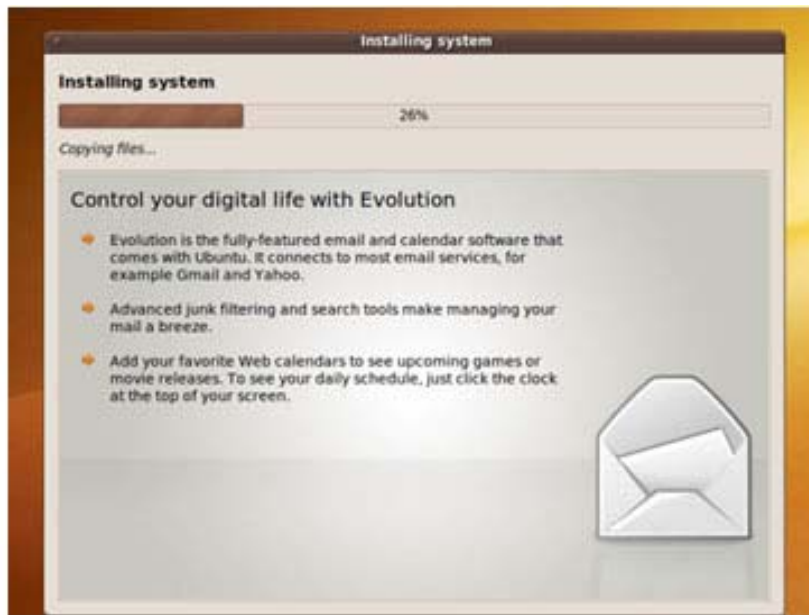 Installing system
Installing system
26%
Copying files...
Control your digital life with Evolution
Evolution is the fully-featured email and calendar software that
comes with Ubuntu. It connects to most email services, for
example Gmail and Yahoo.
Advanced junk filtering and search tools make managing your
mail a breeze.
Add your favorite Web calendars to see upcoming games or
movie releases. To see your daily schedule, just click the clock
at the top of your screen.